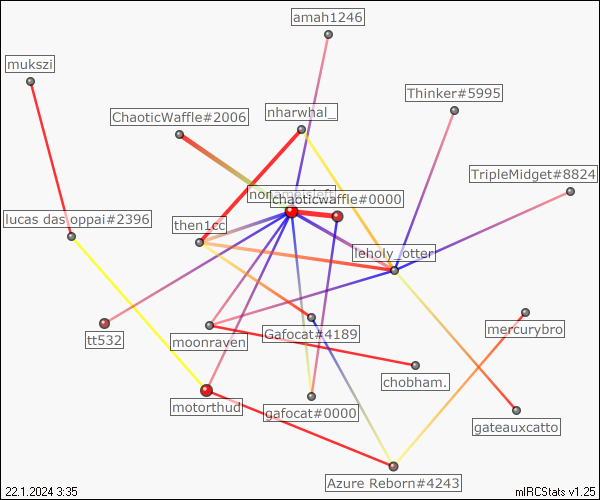 amah1246
mukszi
Thinker#5995
ChaoticWaffle#2006
nharwhal_
TripleMidget#8824
chaoticwaffle#0000
lucas das oppai#2396
then1cc
leholy_otter
Gafocat#4189
mercurybro
tt532
moonraven
chobham.
motorthud
gafocat#0000
gateauxcatto
Azure Reborn#4243
22.1.2024 3:35
mIRCStats v1.25